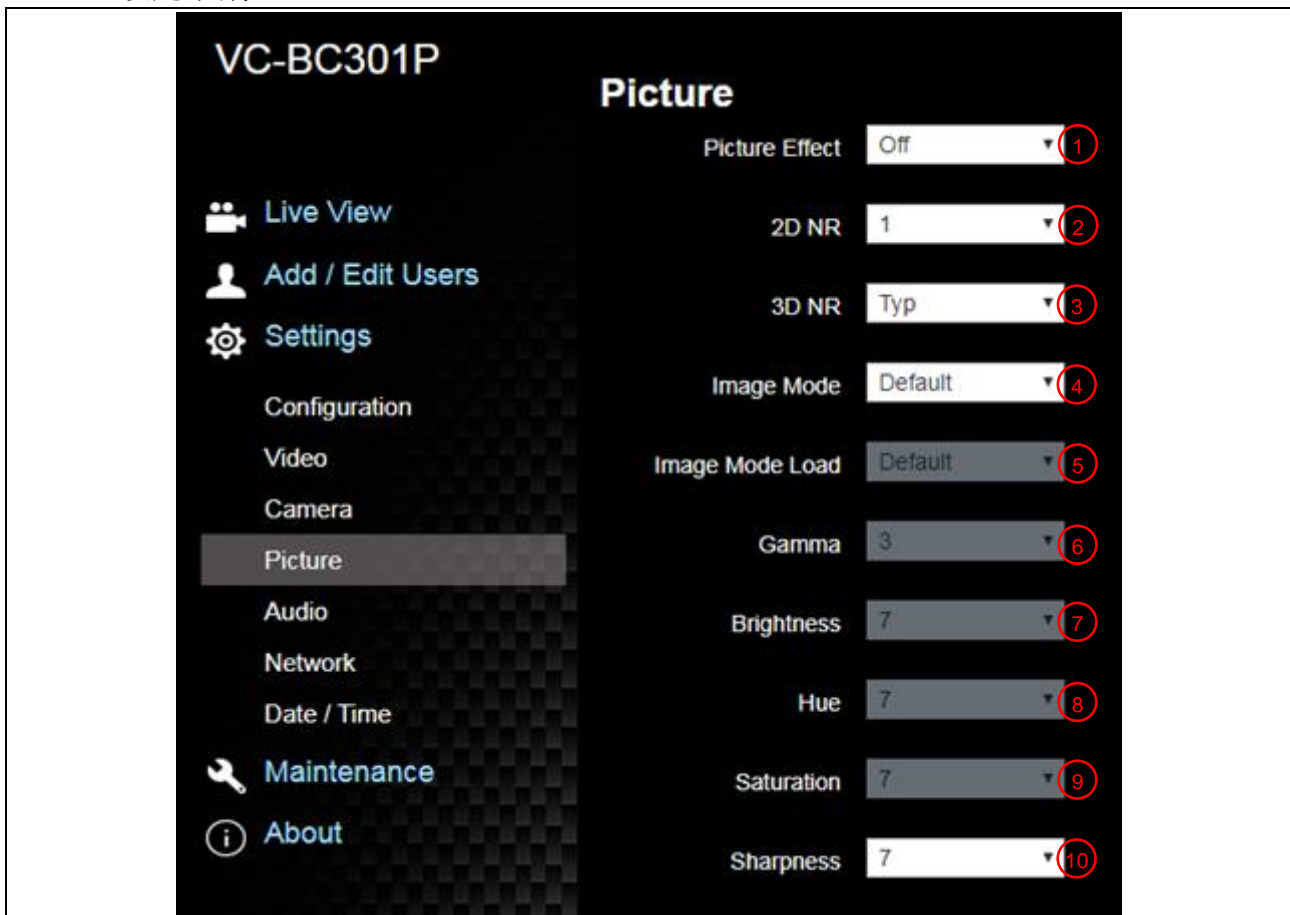 VC-BC301P
Live View
Add / Edit Users
Settings
Configuration
Video
Camera
Picture
Audio
Network
Date / Time
Maintenance
About
Picture
Picture Effect Off 1
2D NR 1 2
3D NR Typ 3
Image Mode Default 4
Image Mode Load Default 5
Gamma 3 6
Brightness 7 7
Hue 7 8
Saturation 7 9
Sharpness 7 10